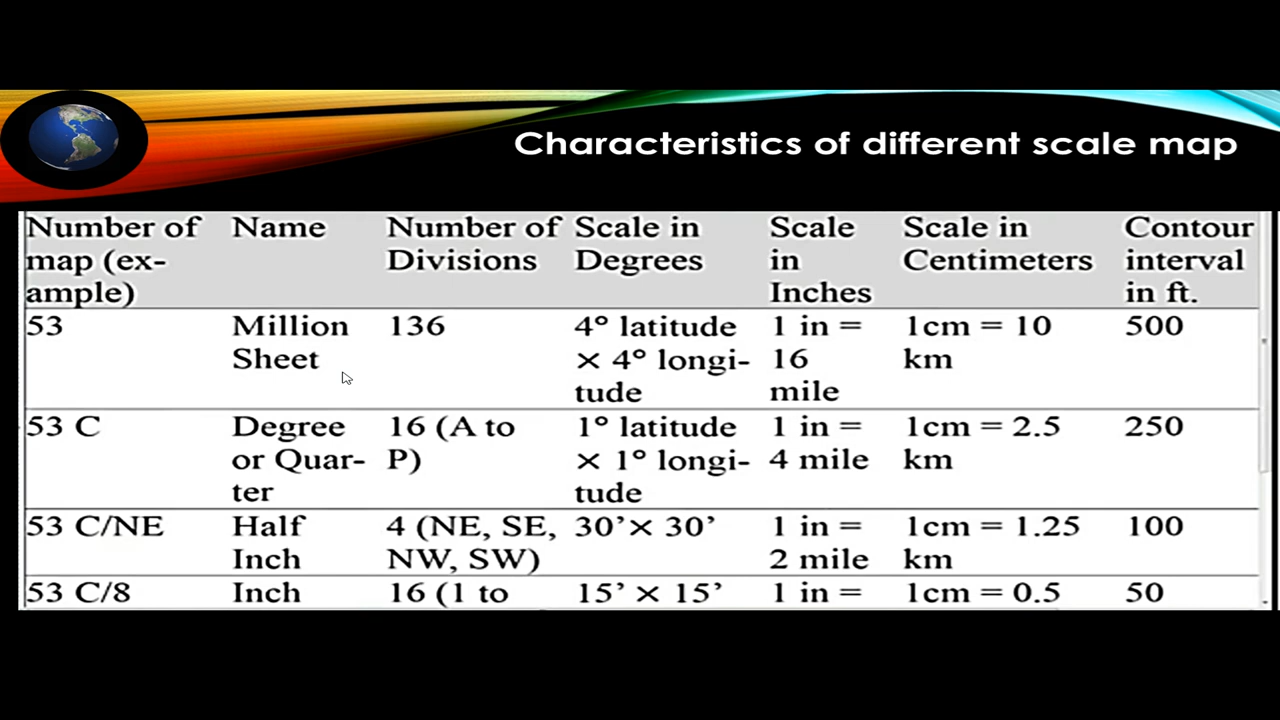 Characteristics of different scale map
Number of map (ex-ample) Name Number of Divisions Scale in Degrees Scale in Inches Scale in Centimeters Contour interval in ft.
53 Million Sheet 136 4° latitude × 4° longi-tude 1 in = 16 mile 1cm = 10 km 500
53 C Degree or Quar-ter 16 (A to P) 1° latitude × 1° longi-tude 1 in = 4 mile 1cm = 2.5 km 250
53 C/NE Half Inch 4 (NE, SE, NW, SW) 30’× 30’ 1 in = 2 mile 1cm = 1.25 km 100
53 C/8 Inch 16 (1 to 15’ × 15’ 1 in = 1cm = 0.5 50